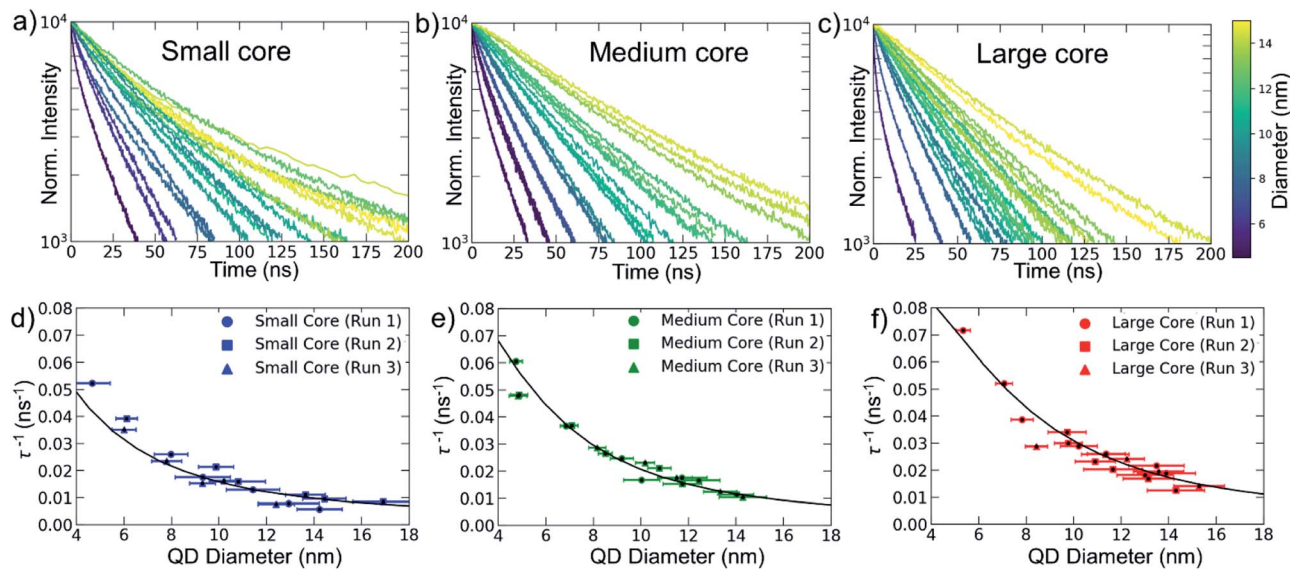 a) Small core
b) Medium core
c) Large core
10⁴ 10⁴ 10⁴
10³ 10³ 10³
Norm. Intensity Norm. Intensity Norm. Intensity
0 25 50 75 100 125 150 175 200
0 25 50 75 100 125 150 175 200
0 25 50 75 100 125 150 175 200
Time (ns) Time (ns) Time (ns)
14
12
10
8
6
Diameter (nm)
d)
0.08
0.07
0.06
0.05
0.04
0.03
0.02
0.01
0.00
τ⁻¹ (ns⁻¹)
Small Core (Run 1)
Small Core (Run 2)
Small Core (Run 3)
4 6 8 10 12 14 16 18
QD Diameter (nm)
e)
0.08
0.07
0.06
0.05
0.04
0.03
0.02
0.01
0.00
τ⁻¹ (ns⁻¹)
Medium Core (Run 1)
Medium Core (Run 2)
Medium Core (Run 3)
4 6 8 10 12 14 16 18
QD Diameter (nm)
f)
0.08
0.07
0.06
0.05
0.04
0.03
0.02
0.01
0.00
τ⁻¹ (ns⁻¹)
Large Core (Run 1)
Large Core (Run 2)
Large Core (Run 3)
4 6 8 10 12 14 16 18
QD Diameter (nm)